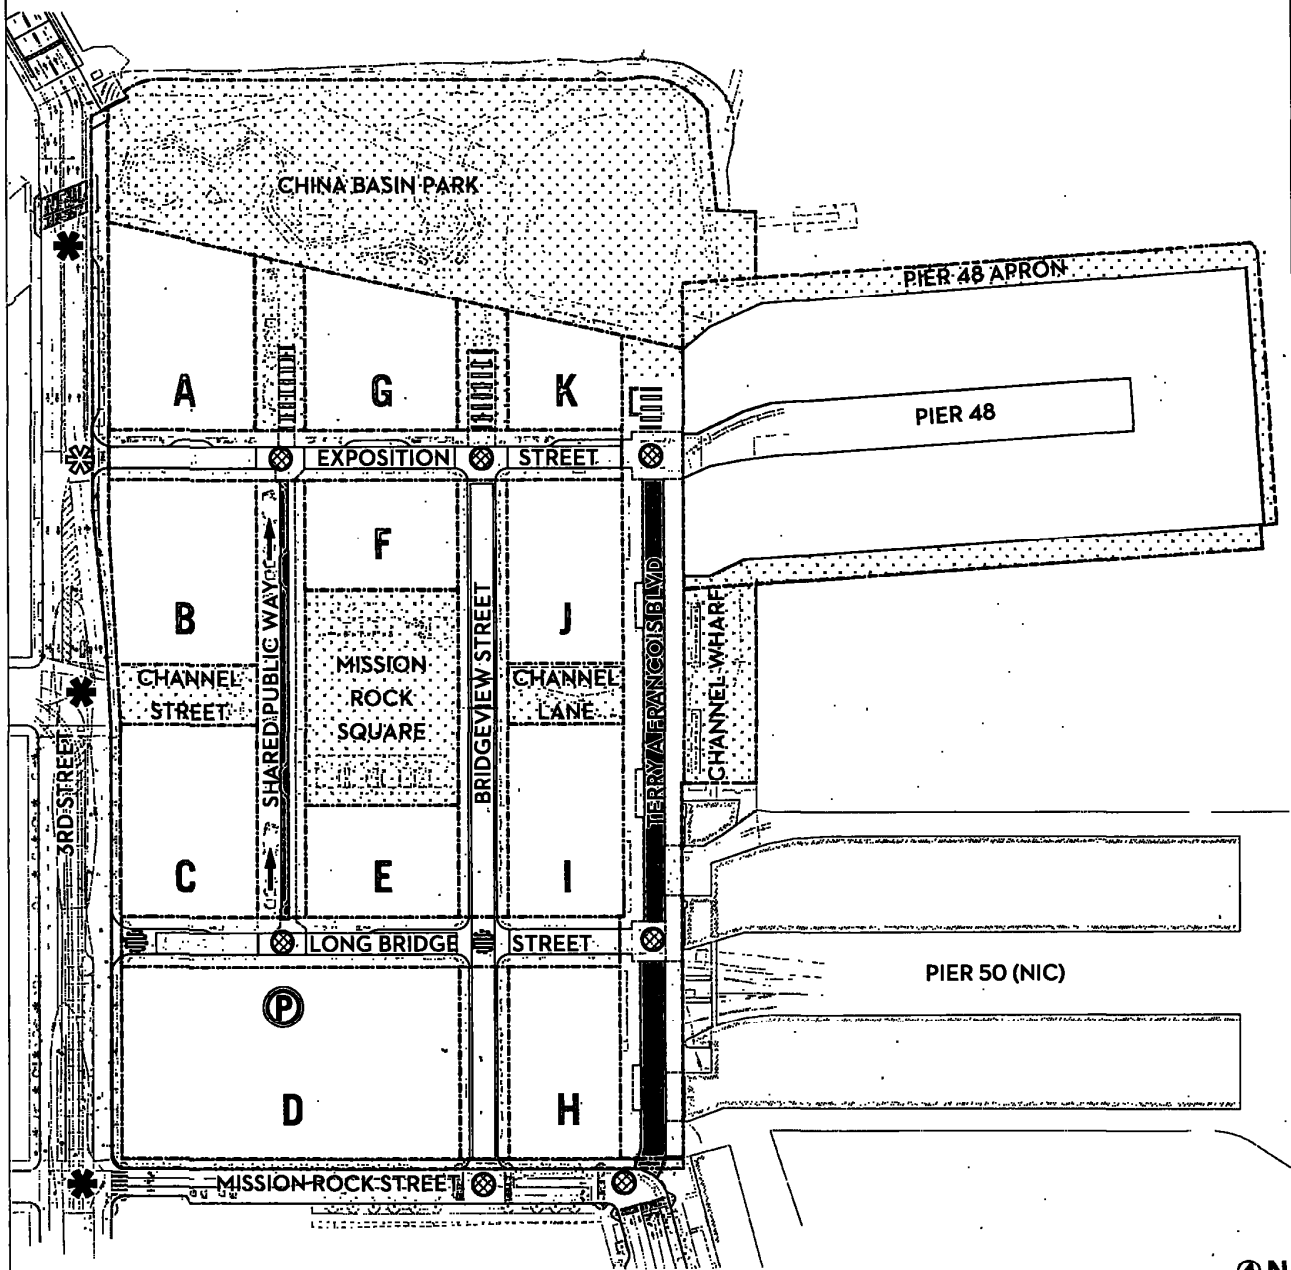 CHINA BASIN PARK
PIER 48 APRON
A
G
K
PIER 48
EXPOSITION
STREET
F
B
J
CHANNEL
STREET
SHARED PUBLIC WAY
MISSION
ROCK
SQUARE
BRIDGEVIEW STREET
CHANNEL
LANE
TERRY A FRANCOIS BLVD
CHANNEL WHARF
3RD STREET
C
E
I
LONG BRIDGE
STREET
PIER 50 (NIC)
P
D
H
MISSION ROCK STREET
N